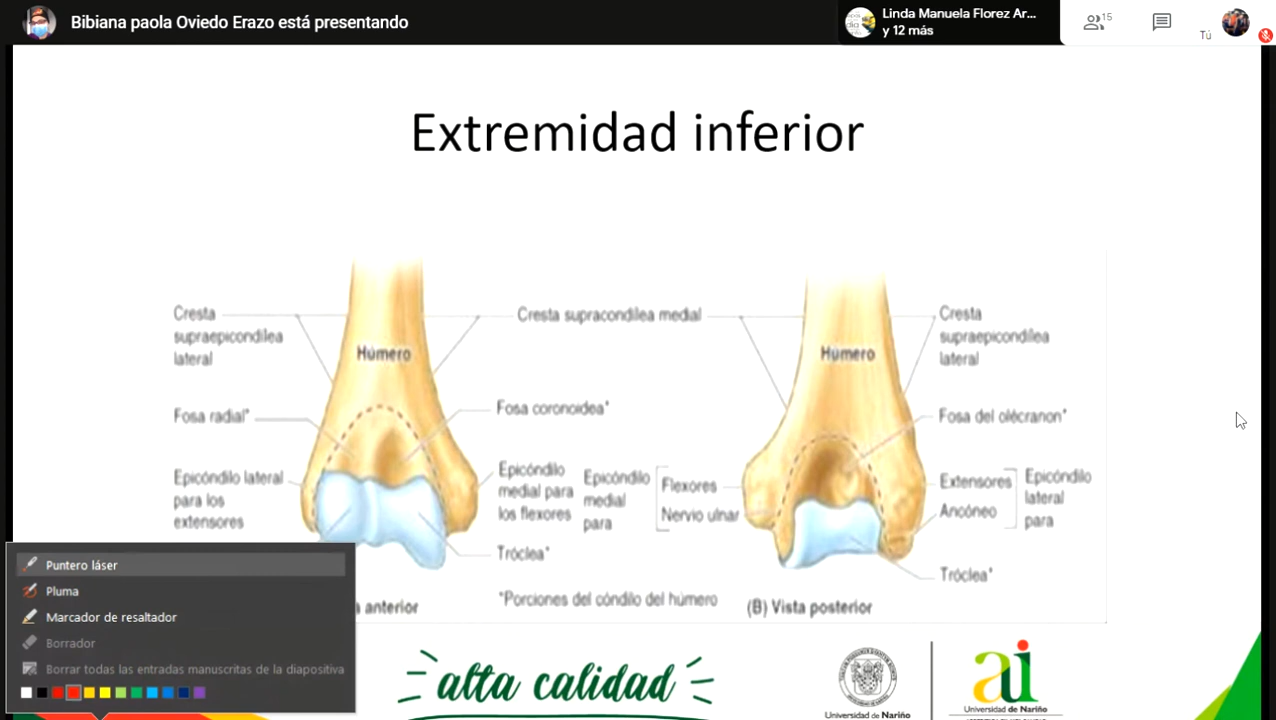 Bibiana paola Oviedo Erazo está presentando
Linda Manuela Florez Ar...
y 12 más
15
Tú
Extremidad inferior
Cresta
supraepicondílea
lateral
Húmero
Cresta supracondílea medial
Húmero
Cresta
supraepicondílea
lateral
Fosa radial*
Fosa coronoidea*
Fosa del olécranon*
Epicóndilo lateral
para los
extensores
Epicóndilo
medial para
los flexores
Epicóndilo
medial
para
Flexores
Nervio ulnar
Extensores
Ancóneo
Epicóndilo
lateral
para
Tróclea*
Tróclea*
a anterior
*Porciones del cóndilo del húmero
(B) Vista posterior
Puntero láser
Pluma
Marcador de resaltador
Borrador
Borrar todas las entradas manuscritas de la diapositiva
alta calidad
Universidad de Nariño
ai
Universidad de Nariño